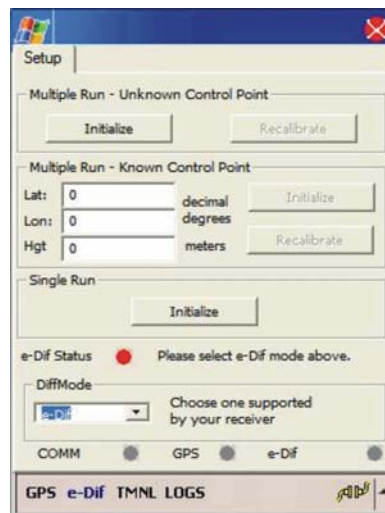 Setup
Multiple Run - Unknown Control Point
Initialize Recalibrate
Multiple Run - Known Control Point
Lat: 0 decimal degrees Initialize
Lon: 0
Hgt 0 meters Recalibrate
Single Run
Initialize
e-Dif Status Please select e-Dif mode above.
DiffMode
e-Dif Choose one supported
by your receiver
COMM GPS e-Dif
GPS e-Dif TMNL LOGS